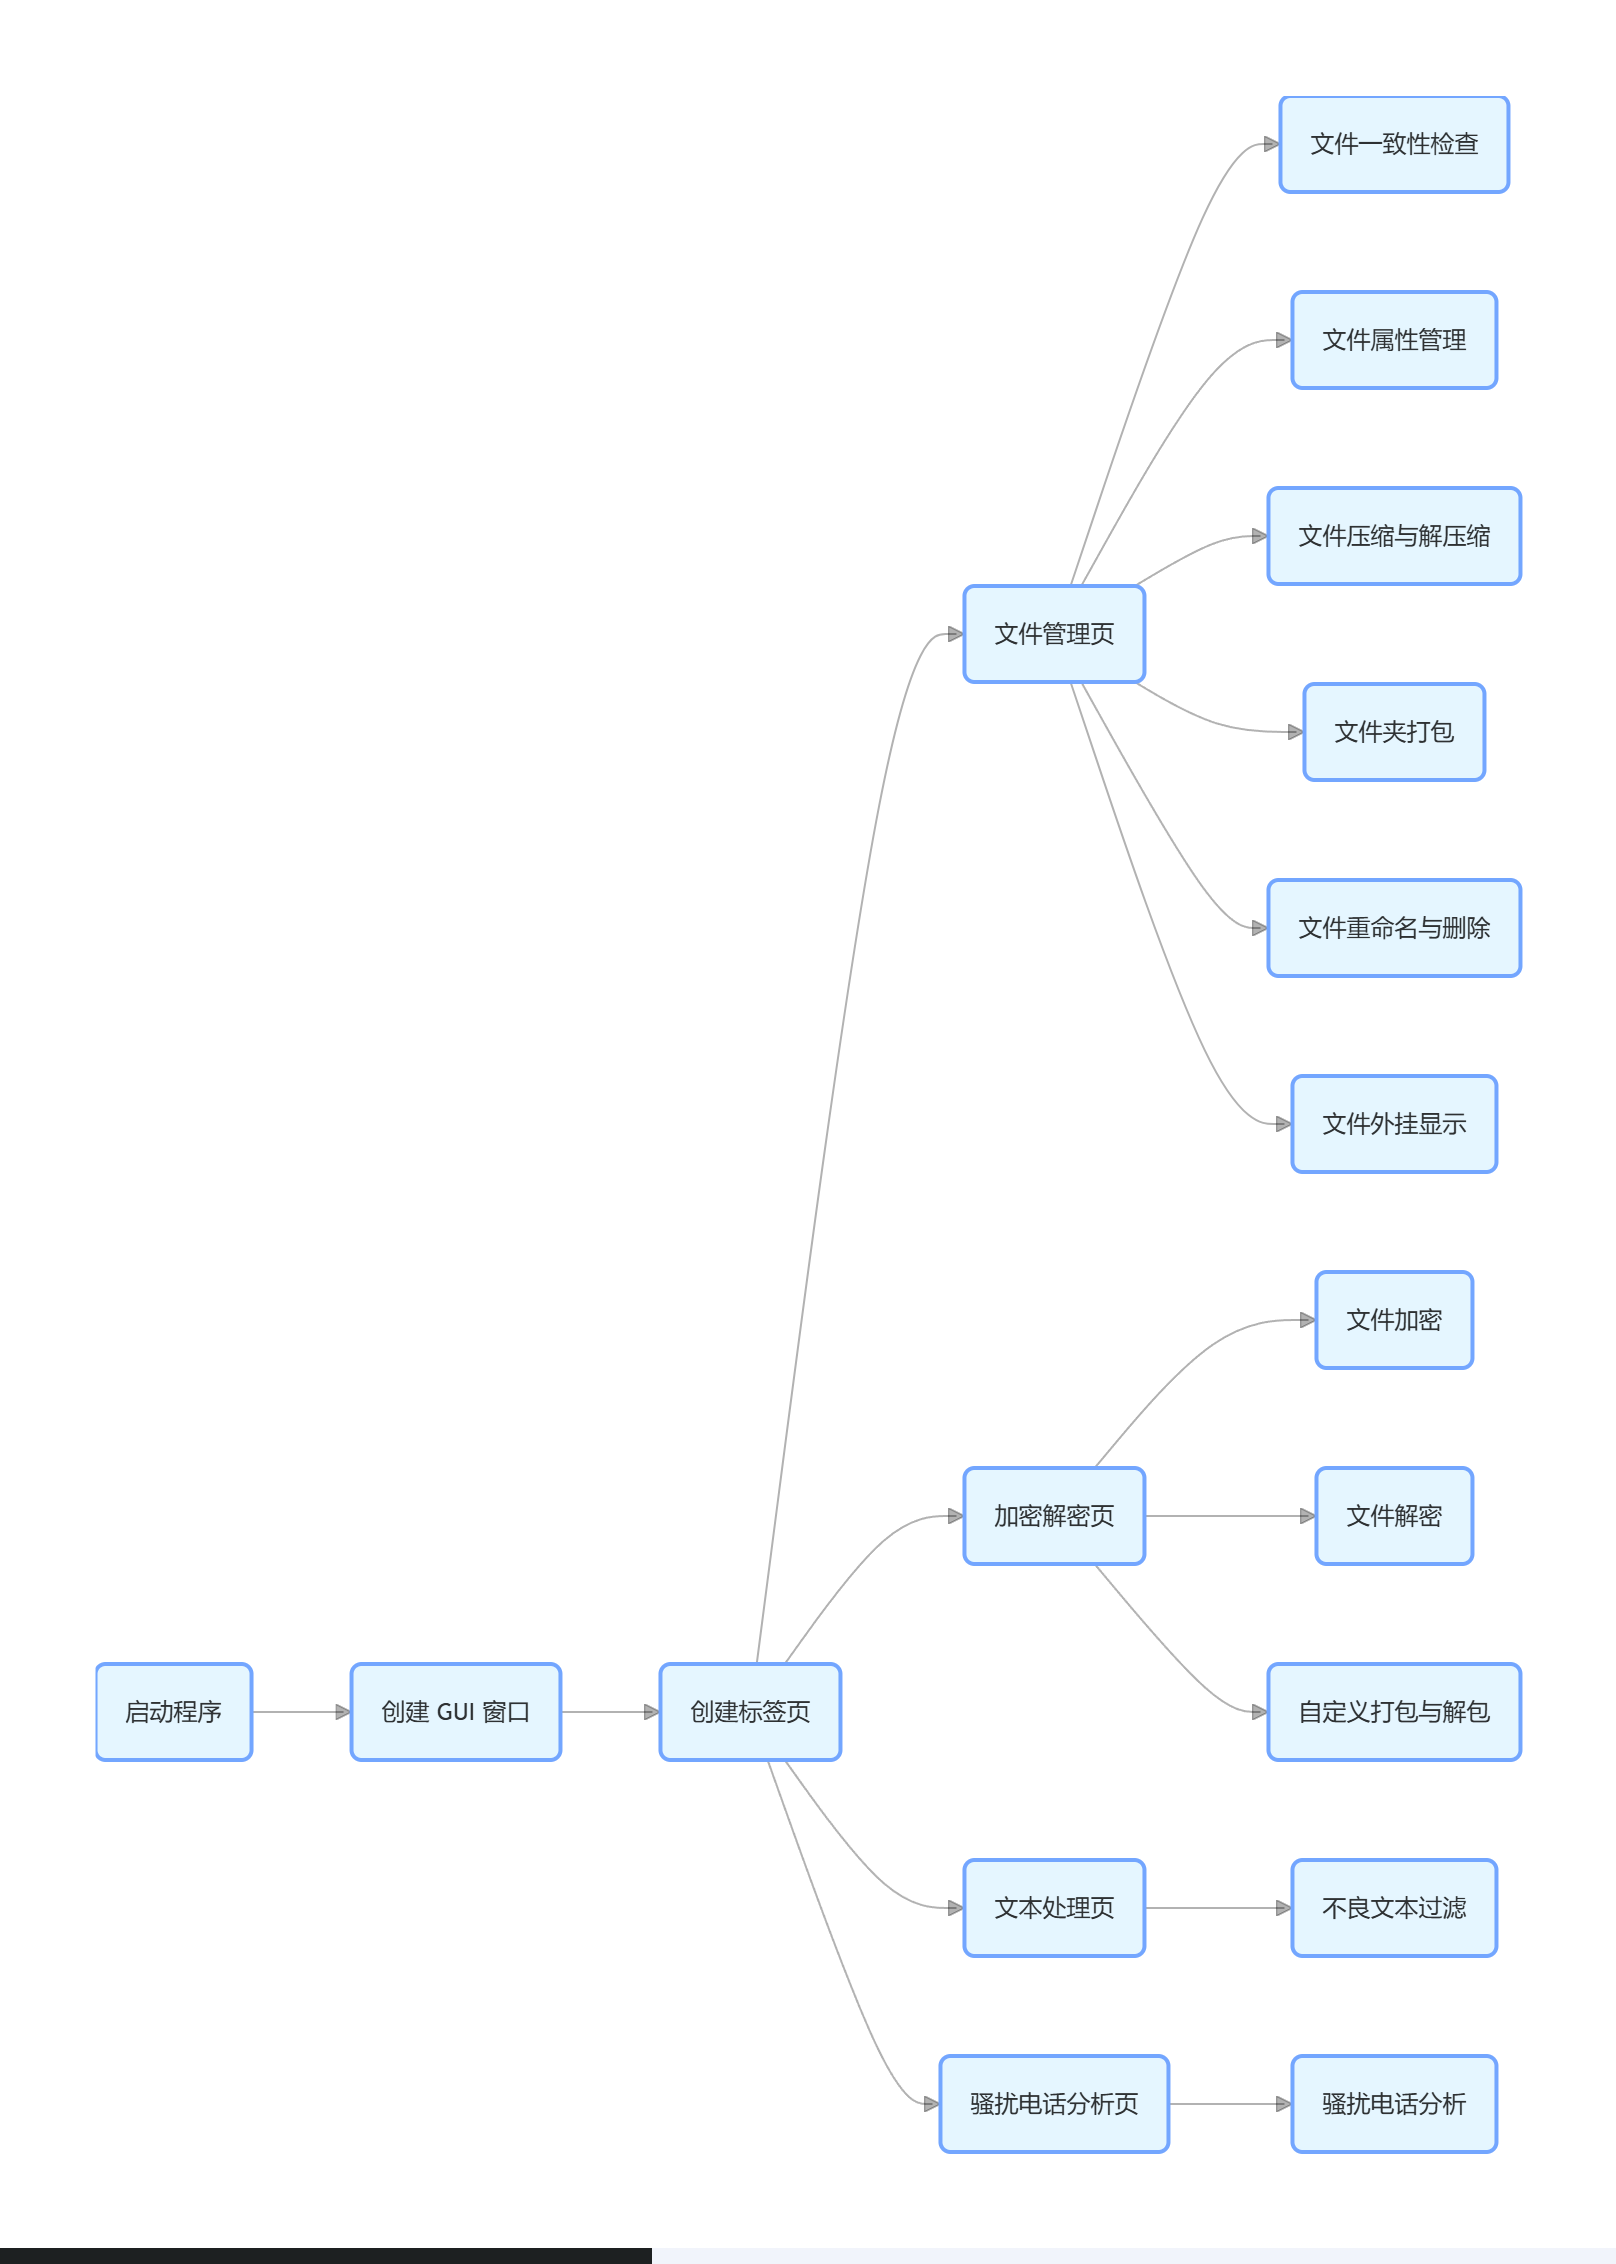 文件一致性检查
文件属性管理
文件压缩与解压缩
文件管理页
文件夹打包
文件重命名与删除
文件外挂显示
文件加密
加密解密页
文件解密
启动程序
创建 GUI 窗口
创建标签页
自定义打包与解包
文本处理页
不良文本过滤
骚扰电话分析页
骚扰电话分析